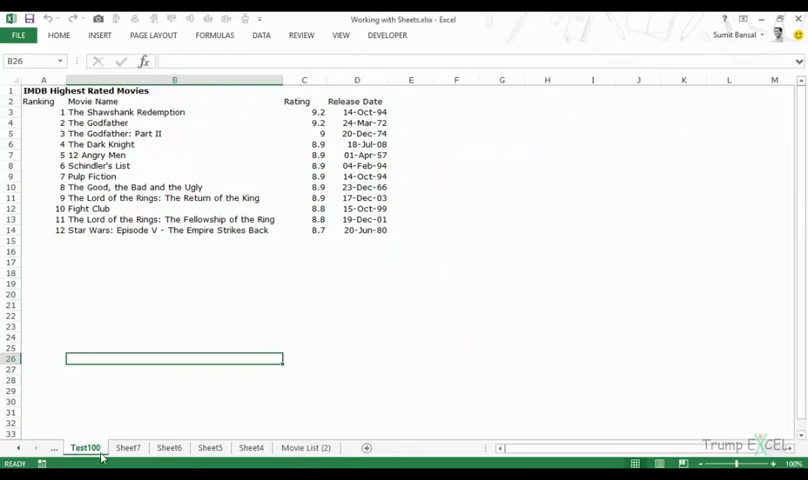 Working with Sheets.xlsx - Excel
?
FILE HOME INSERT PAGE LAYOUT FORMULAS DATA REVIEW VIEW DEVELOPER Sumit Bansal
B26 fx
A B C D E F G H I J K L M
1 IMDB Highest Rated Movies
2 Ranking Movie Name Rating Release Date
3 1 The Shawshank Redemption 9.2 14-Oct-94
4 2 The Godfather 9.2 24-Mar-72
5 3 The Godfather: Part II 9 20-Dec-74
6 4 The Dark Knight 8.9 18-Jul-08
7 5 12 Angry Men 8.9 01-Apr-57
8 6 Schindler's List 8.9 04-Feb-94
9 7 Pulp Fiction 8.9 14-Oct-94
10 8 The Good, the Bad and the Ugly 8.9 23-Dec-66
11 9 The Lord of the Rings: The Return of the King 8.9 17-Dec-03
12 10 Fight Club 8.8 15-Oct-99
13 11 The Lord of the Rings: The Fellowship of the Ring 8.8 19-Dec-01
14 12 Star Wars: Episode V - The Empire Strikes Back 8.7 20-Jun-80
15
16
17
18
19
20
21
22
23
24
25
26
27
28
29
30
31
32
33
... Test100 Sheet7 Sheet6 Sheet5 Sheet4 Movie List (2)
Trump EXCEL
READY 100%